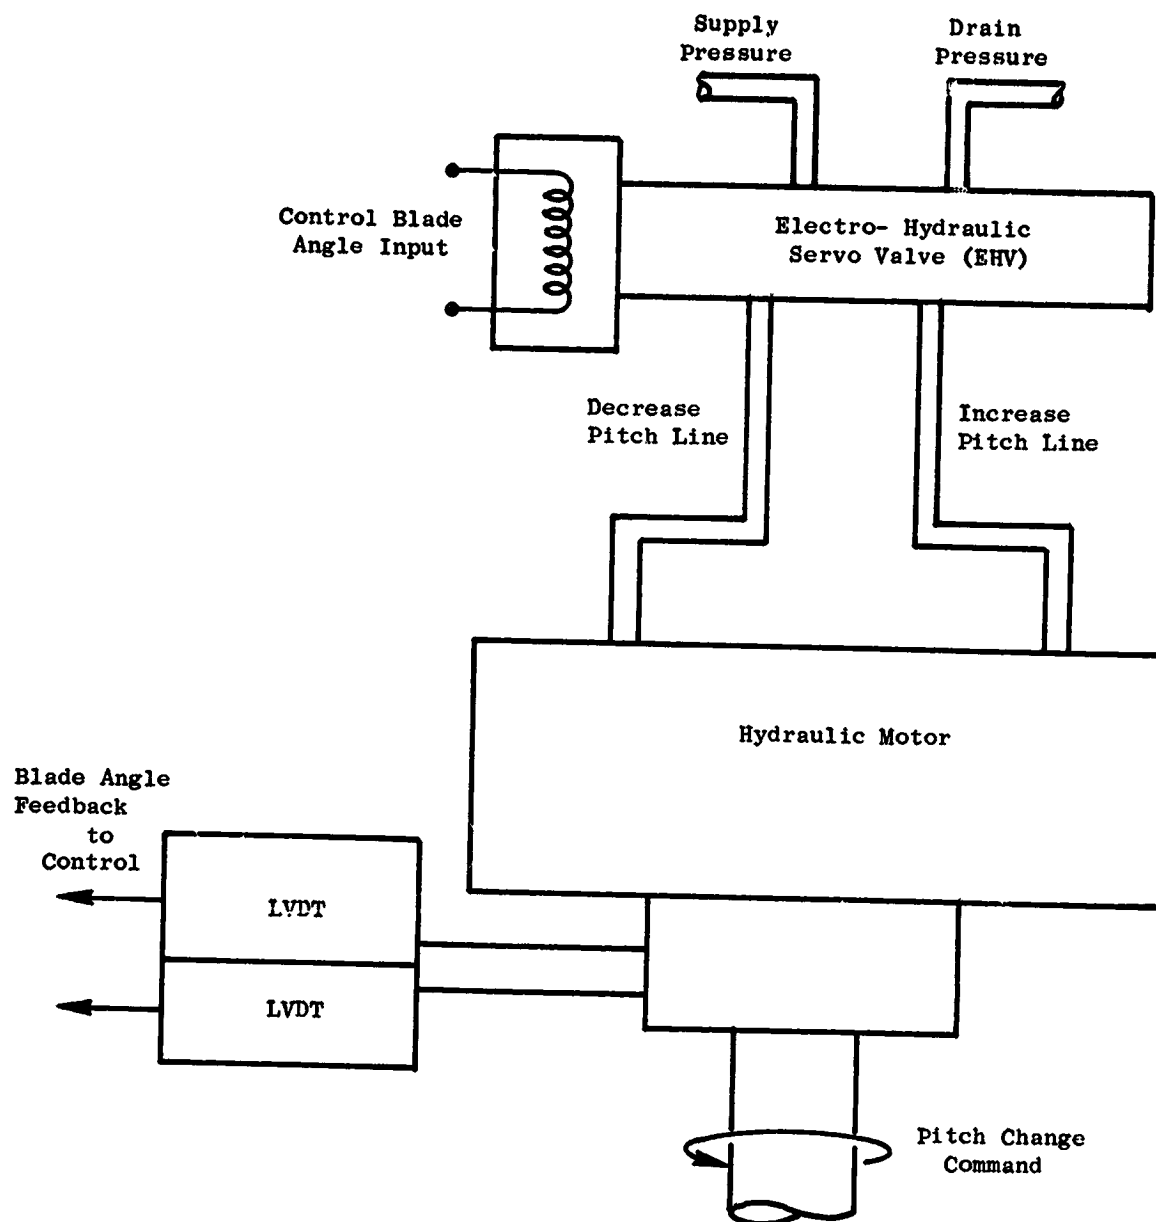 Supply
Pressure
Drain
Pressure
Control Blade
Angle Input
Electro- Hydraulic
Servo Valve (EHV)
Decrease
Pitch Line
Increase
Pitch Line
Hydraulic Motor
Blade Angle
Feedback
to
Control
LVDT
LVDT
Pitch Change
Command